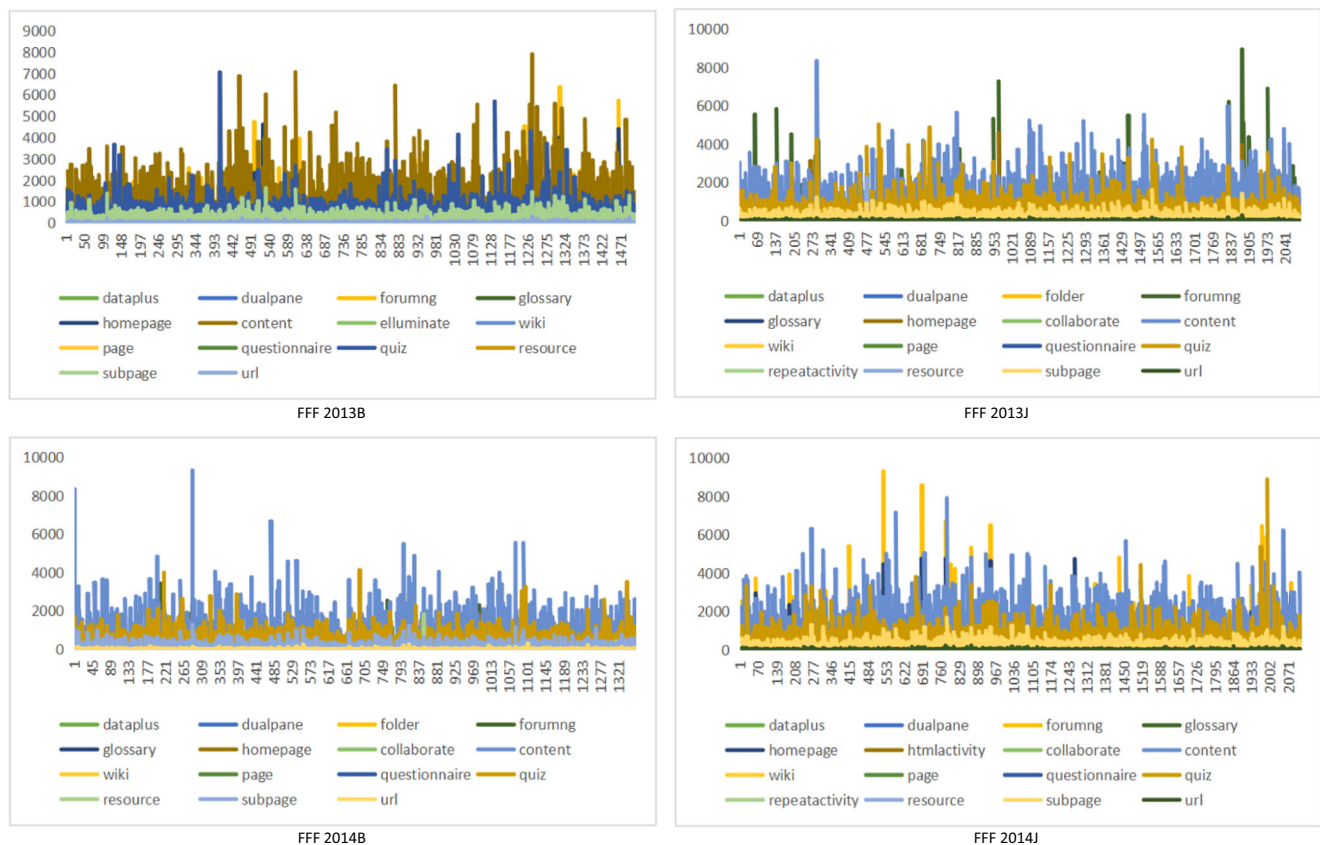 9000
8000
7000
6000
5000
4000
3000
2000
1000
0
1 50 99 148 197 246 295 344 393 442 491 540 589 638 687 736 785 834 883 932 981 1030 1079 1128 1177 1226 1275 1324 1373 1422 1471
dataplus dualpane forumng glossary
homepage content elluminate wiki
page questionnaire quiz resource
subpage url
FFF 2013B
10000
8000
6000
4000
2000
0
1 69 137 205 273 341 409 477 545 613 681 749 817 885 953 1021 1089 1157 1225 1293 1361 1429 1497 1565 1633 1701 1769 1837 1905 1973 2041
dataplus dualpane folder forumng
glossary homepage collaborate content
wiki page questionnaire quiz
repeatactivity resource subpage url
FFF 2013J
10000
8000
6000
4000
2000
0
1 45 89 133 177 221 265 309 353 397 441 485 529 573 617 661 705 749 793 837 881 925 969 1013 1057 1101 1145 1189 1233 1277 1321
dataplus dualpane folder forumng
glossary homepage collaborate content
wiki page questionnaire quiz
resource subpage url
FFF 2014B
10000
8000
6000
4000
2000
0
1 70 139 208 277 346 415 484 553 622 691 760 829 898 967 1036 1105 1174 1243 1312 1381 1450 1519 1588 1657 1726 1795 1864 1933 2002 2071
dataplus dualpane forumng glossary
homepage htmlactivity collaborate content
wiki page questionnaire quiz
repeatactivity resource subpage url
FFF 2014J